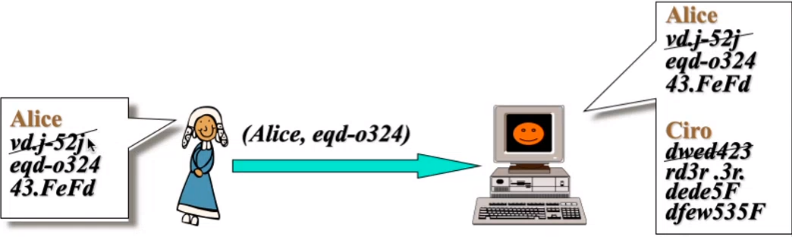 Alice
vd.j-52j
eqd-o324
43.FeFd
(Alice, eqd-o324)
Alice
vd.j-52j
eqd-o324
43.FeFd
Ciro
dwed423
rd3r .3r.
dede5F
dfew535F